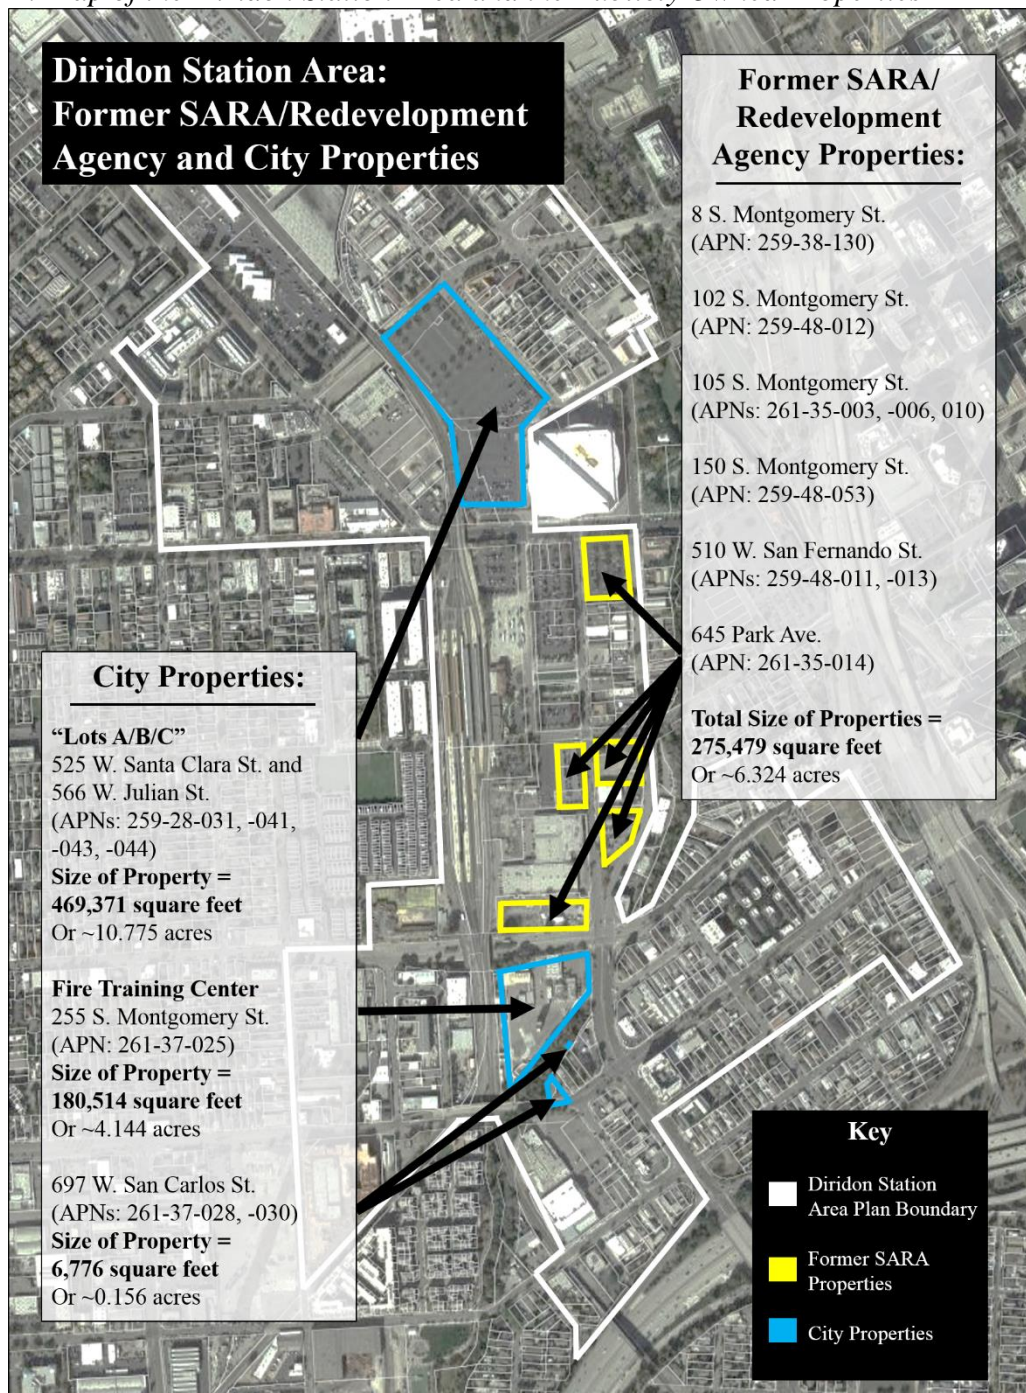 Diridon Station Area:
Former SARA/Redevelopment
Agency and City Properties
Former SARA/
Redevelopment
Agency Properties:
8 S. Montgomery St.
(APN: 259-38-130)
102 S. Montgomery St.
(APN: 259-48-012)
105 S. Montgomery St.
(APNs: 261-35-003, -006, 010)
150 S. Montgomery St.
(APN: 259-48-053)
510 W. San Fernando St.
(APNs: 259-48-011, -013)
645 Park Ave.
(APN: 261-35-014)
Total Size of Properties =
275,479 square feet
Or ~6.324 acres
City Properties:
“Lots A/B/C”
525 W. Santa Clara St. and
566 W. Julian St.
(APNs: 259-28-031, -041,
-043, -044)
Size of Property =
469,371 square feet
Or ~10.775 acres
Fire Training Center
255 S. Montgomery St.
(APN: 261-37-025)
Size of Property =
180,514 square feet
Or ~4.144 acres
697 W. San Carlos St.
(APNs: 261-37-028, -030)
Size of Property =
6,776 square feet
Or ~0.156 acres
Key
Diridon Station
Area Plan Boundary
Former SARA
Properties
City Properties